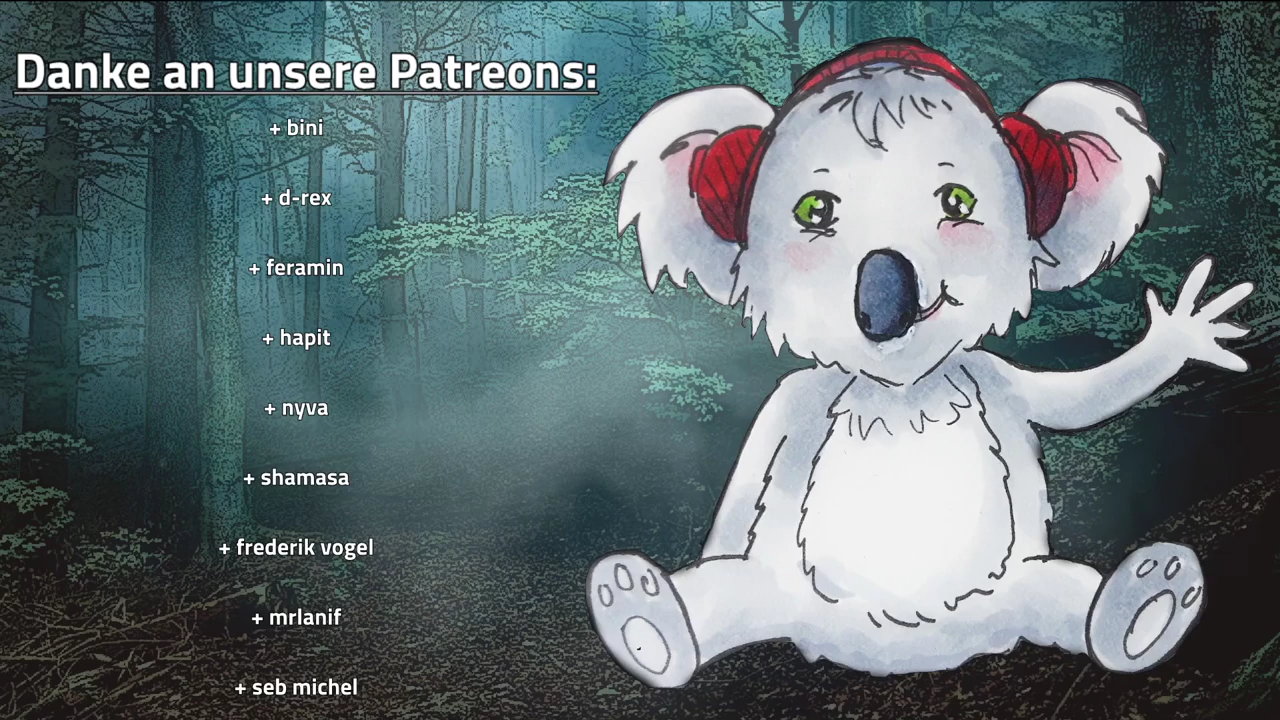 Danke an unsere Patreons:
+ bini
+ d-rex
+ feramin
+ hapit
+ nyva
+ shamasa
+ frederik vogel
+ mrlanif
+ seb michel